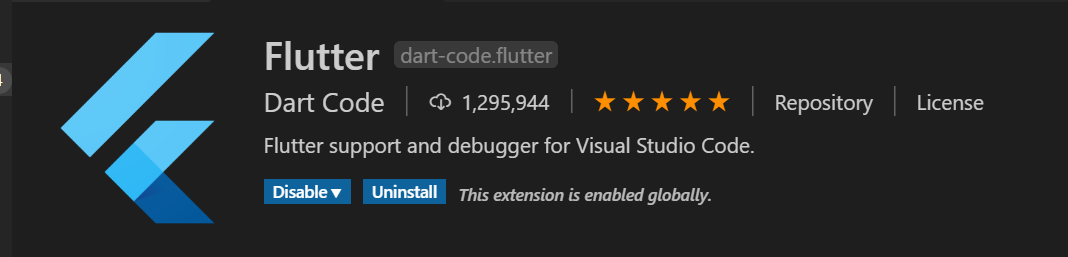 Flutter dart-code.flutter
Dart Code 1,295,944 Repository License
Flutter support and debugger for Visual Studio Code.
Disable Uninstall This extension is enabled globally.